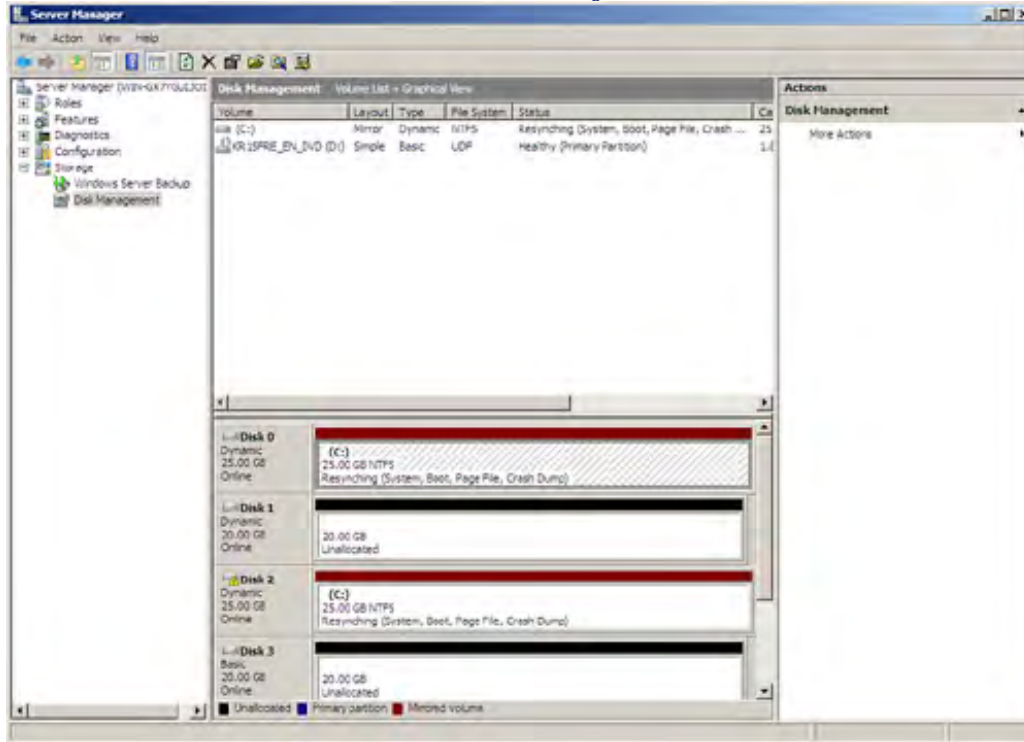 Server Manager
File Action View Help
Server Manager
Roles
Features
Diagnostics
Configuration
Storage
Windows Server Backup
Disk Management
Disk Management Volume List + Graphical View
Volume Layout Type File System Status Ca
(C:) Mirror Dynamic NTFS Resynching (System, Boot, Page File, Crash ... 25
KR1SFRE_EN_DVD (D:) Simple Basic UDF Healthy (Primary Partition)
Disk 0
Dynamic
25.00 GB
Online
(C:)
25.00 GB NTFS
Resynching (System, Boot, Page File, Crash Dump)
Disk 1
Dynamic
20.00 GB
Online
20.00 GB
Unallocated
Disk 2
Dynamic
25.00 GB
Online
(C:)
25.00 GB NTFS
Resynching (System, Boot, Page File, Crash Dump)
Disk 3
Basic
20.00 GB
Online
20.00 GB
Unallocated
Unallocated Primary partition Mirrored volume
Actions
Disk Management
More Actions